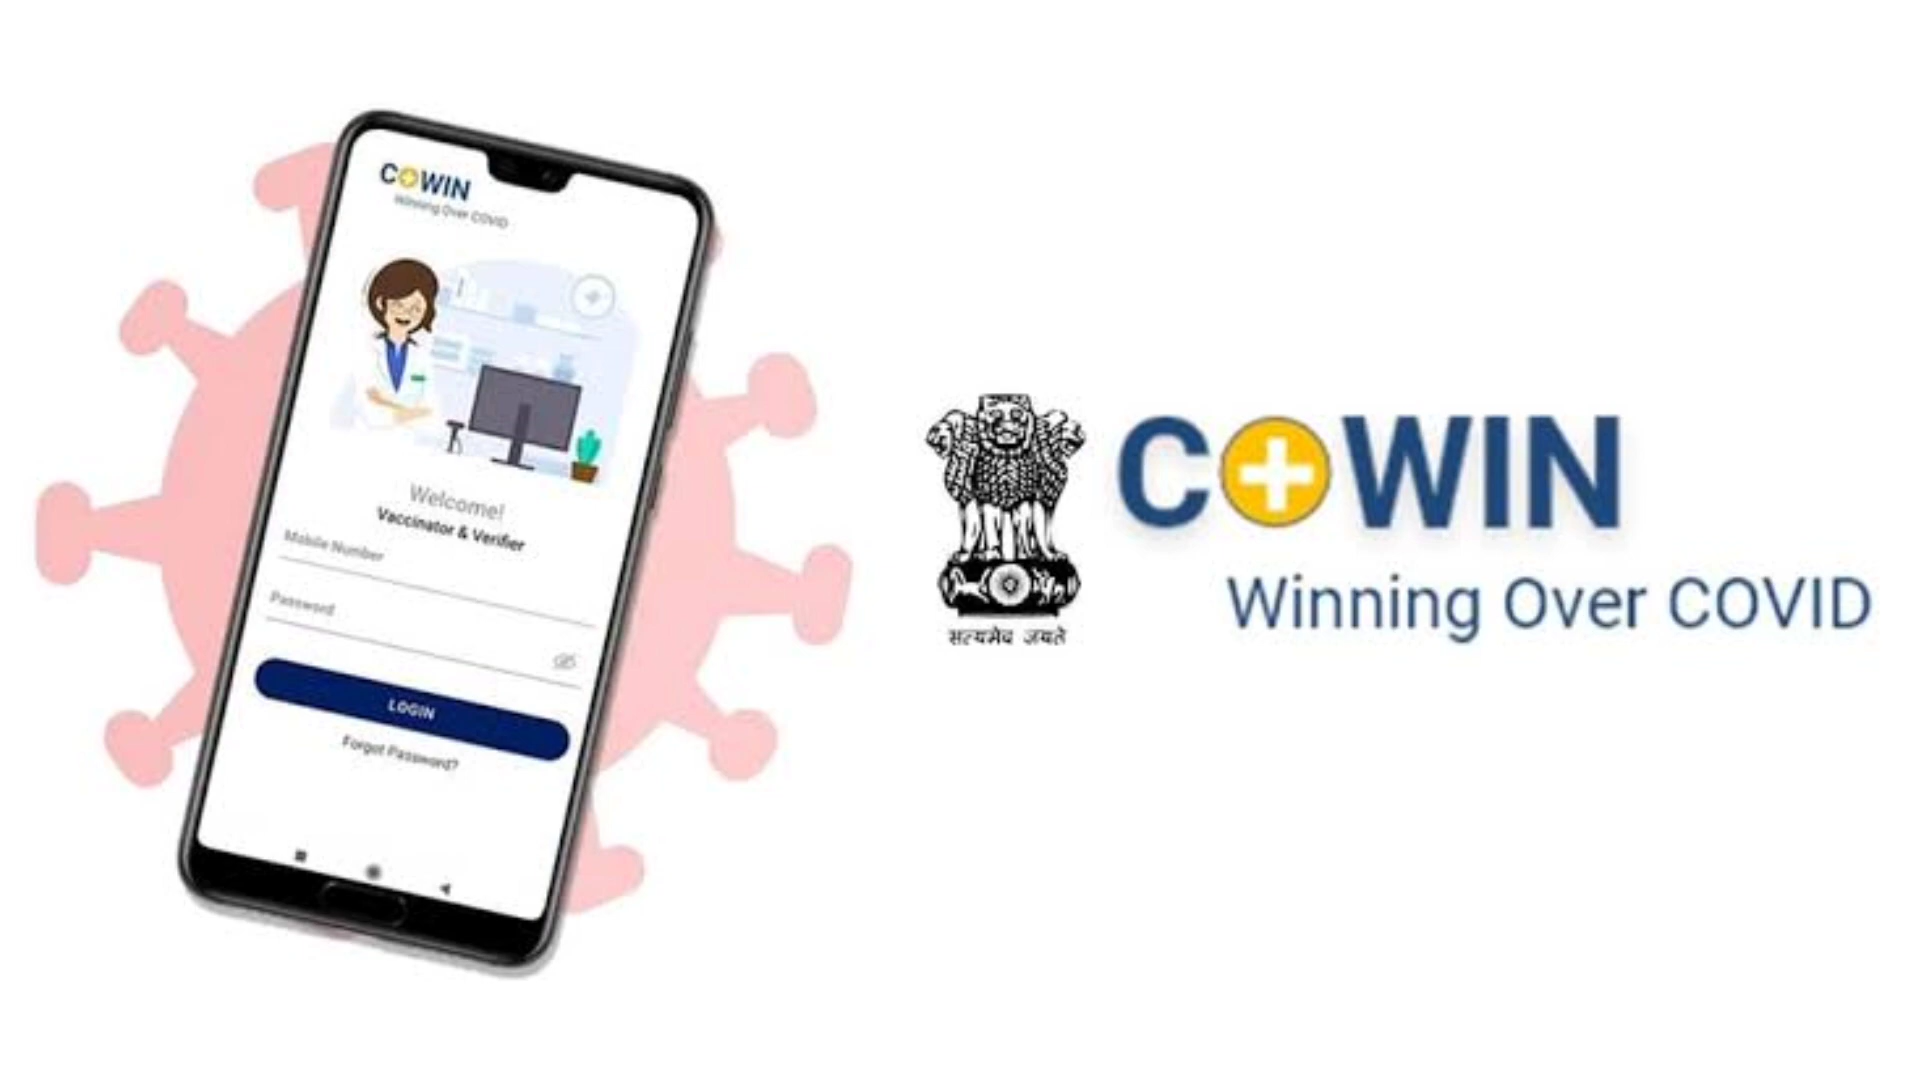 COWIN
Winning Over COVID
Welcome!
Vaccinator & Verifier
Mobile Number
Password
LOGIN
Forgot Password?
सत्यमेव जयते
COWIN
Winning Over COVID